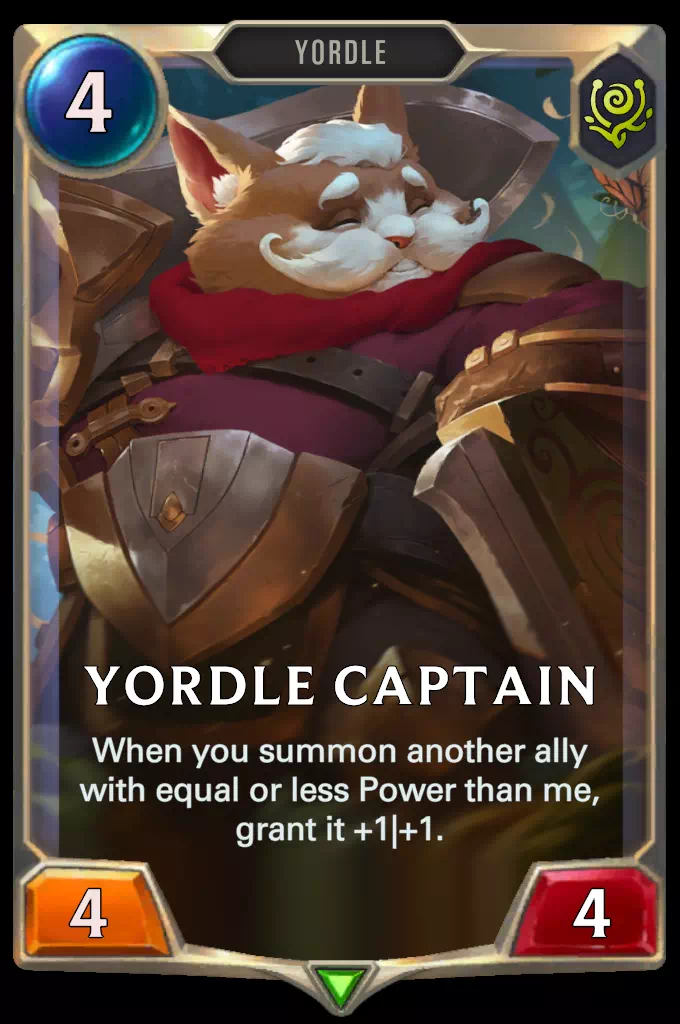 YORDLE
4
YORDLE CAPTAIN
When you summon another ally
with equal or less Power than me,
grant it +1|+1.
4
4